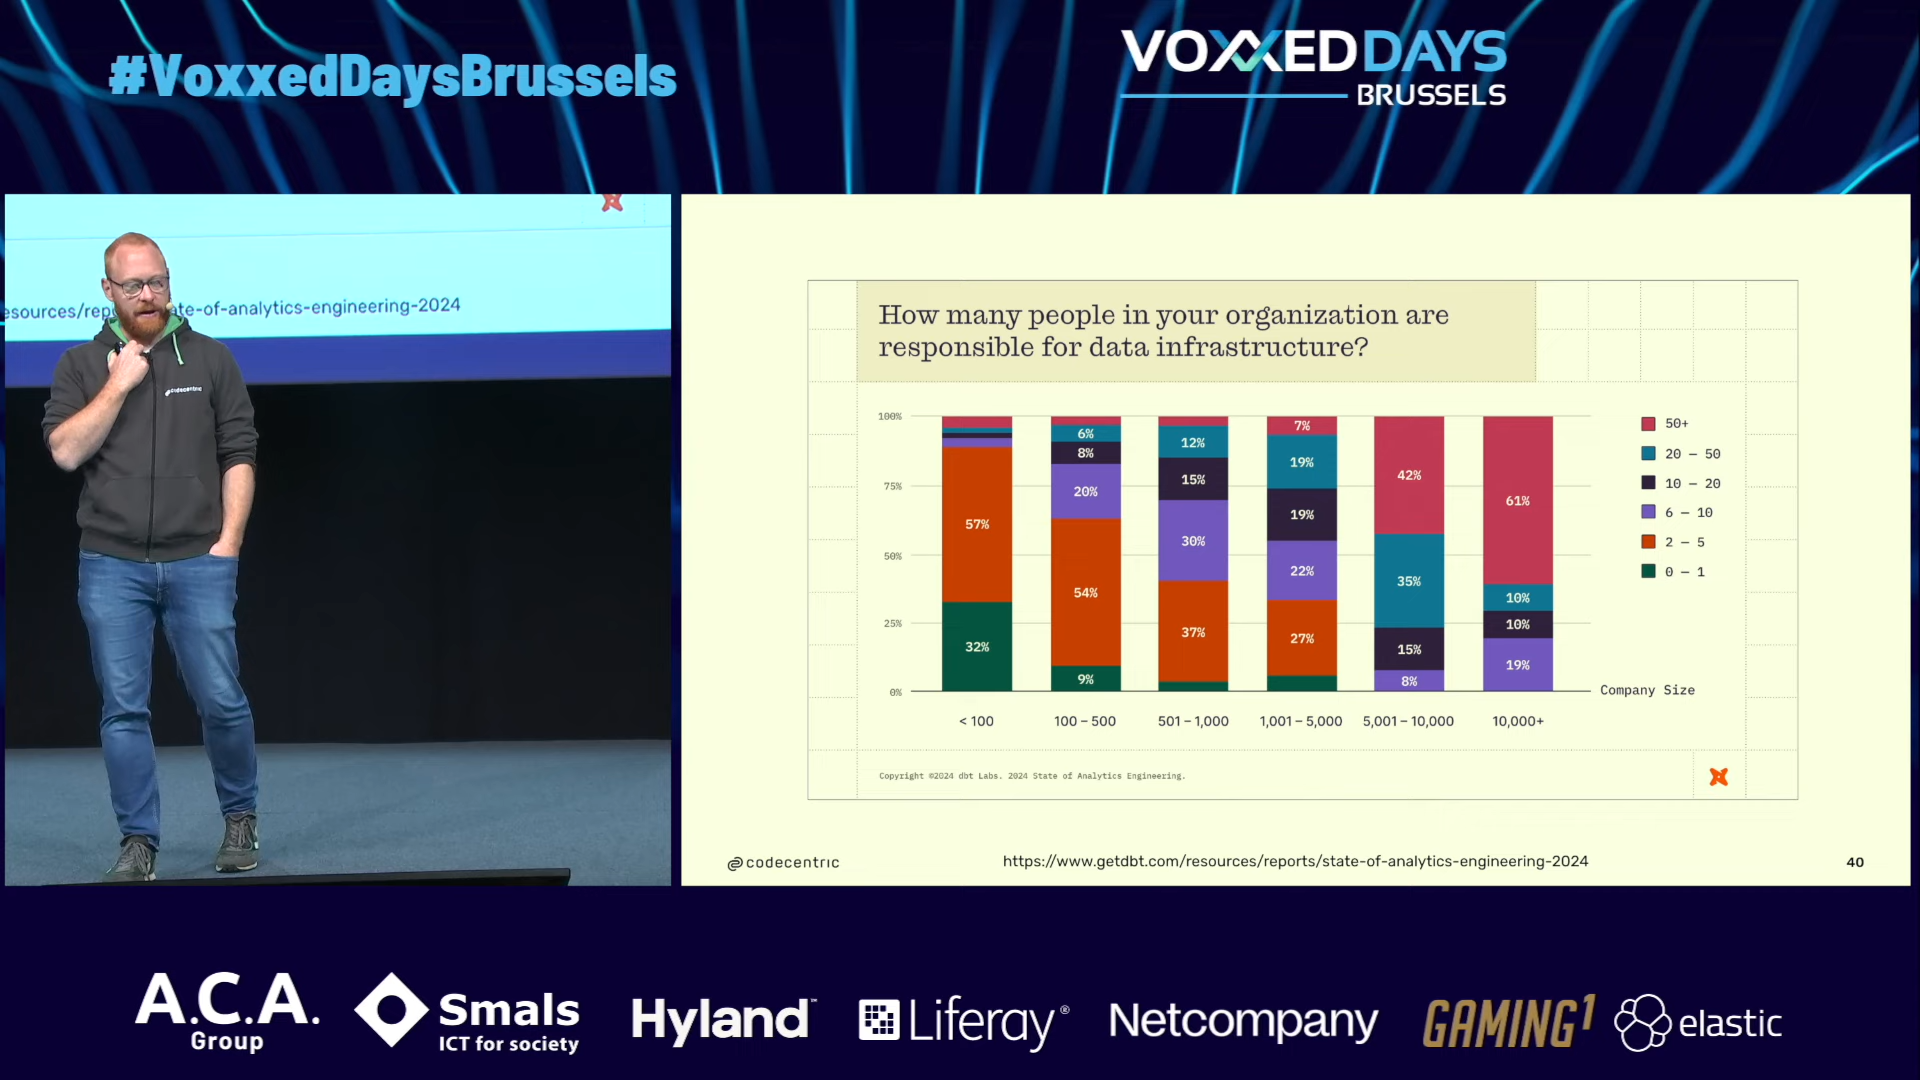 #VoxxedDaysBrussels
VOXXEDDAYS
BRUSSELS
esources/rep
ate-of-analytics-engineering-2024
codecentric
How many people in your organization are
responsible for data infrastructure?
100%
75%
50%
25%
0%
57%
32%
6%
8%
20%
54%
9%
12%
15%
30%
37%
7%
19%
19%
22%
27%
42%
35%
15%
8%
61%
10%
10%
19%
50+
20 – 50
10 – 20
6 – 10
2 – 5
0 – 1
Company Size
< 100
100 – 500
501 – 1,000
1,001 – 5,000
5,001 – 10,000
10,000+
Copyright ©2024 dbt Labs. 2024 State of Analytics Engineering.
codecentric
https://www.getdbt.com/resources/reports/state-of-analytics-engineering-2024
40
A.C.A.
Group
Smals
ICT for society
Hyland™
Liferay®
Netcompany
GAMING1
elastic